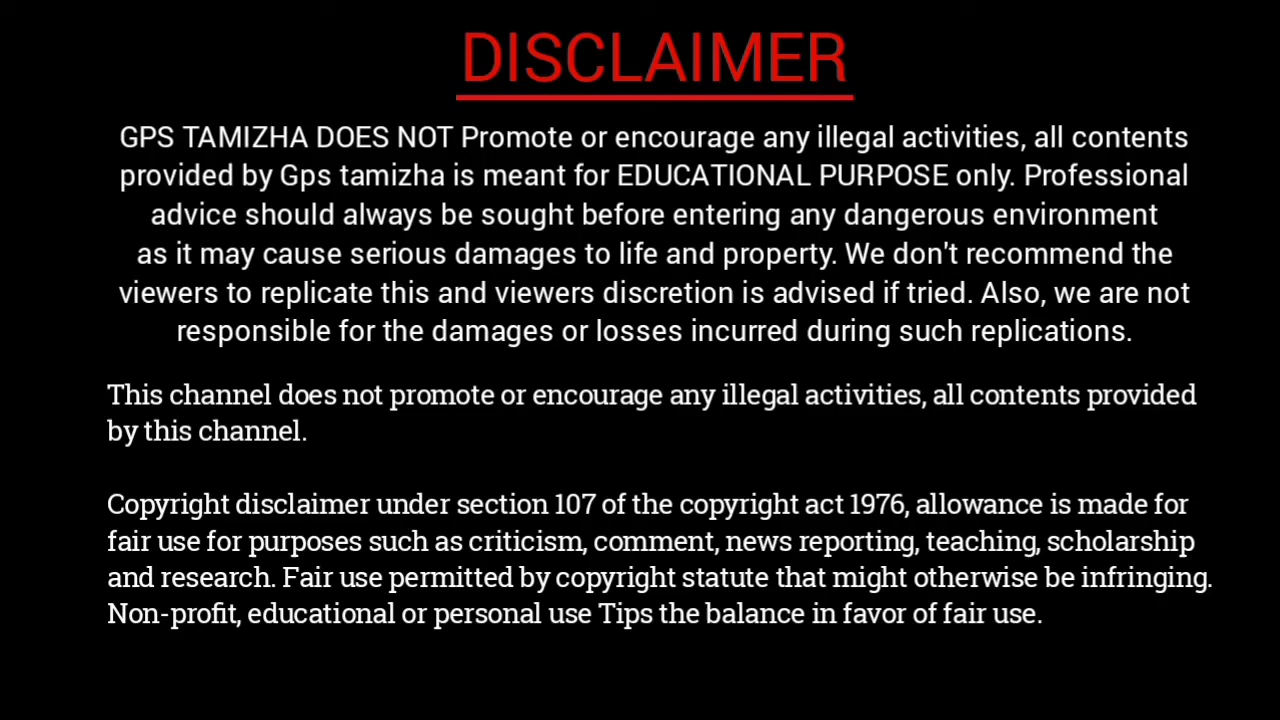 DISCLAIMER
GPS TAMIZHA DOES NOT Promote or encourage any illegal activities, all contents
provided by Gps tamizha is meant for EDUCATIONAL PURPOSE only. Professional
advice should always be sought before entering any dangerous environment
as it may cause serious damages to life and property. We don't recommend the
viewers to replicate this and viewers discretion is advised if tried. Also, we are not
responsible for the damages or losses incurred during such replications.
This channel does not promote or encourage any illegal activities, all contents provided
by this channel.
Copyright disclaimer under section 107 of the copyright act 1976, allowance is made for
fair use for purposes such as criticism, comment, news reporting, teaching, scholarship
and research. Fair use permitted by copyright statute that might otherwise be infringing.
Non-profit, educational or personal use Tips the balance in favor of fair use.